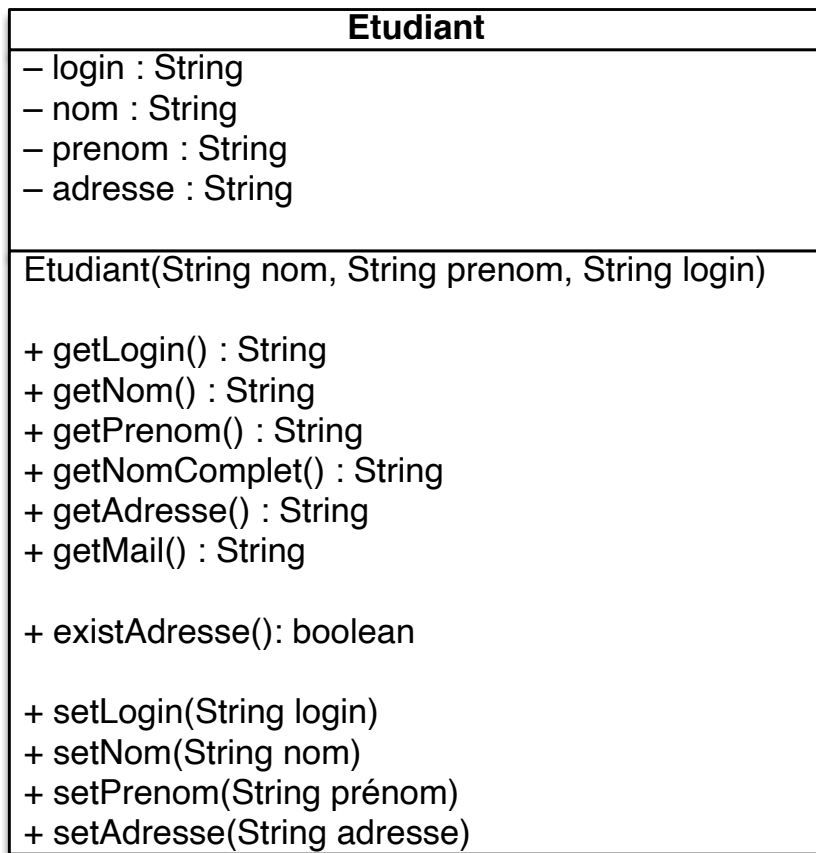 Etudiant
– login : String
– nom : String
– prenom : String
– adresse : String
Etudiant(String nom, String prenom, String login)
+ getLogin() : String
+ getNom() : String
+ getPrenom() : String
+ getNomComplet() : String
+ getAdresse() : String
+ getMail() : String
+ existAdresse(): boolean
+ setLogin(String login)
+ setNom(String nom)
+ setPrenom(String prénom)
+ setAdresse(String adresse)